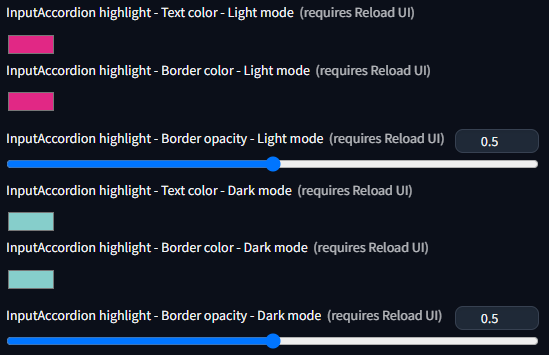 InputAccordion highlight - Text color - Light mode (requires Reload UI)
InputAccordion highlight - Border color - Light mode (requires Reload UI)
InputAccordion highlight - Border opacity - Light mode (requires Reload UI) 0.5
InputAccordion highlight - Text color - Dark mode (requires Reload UI)
InputAccordion highlight - Border color - Dark mode (requires Reload UI)
InputAccordion highlight - Border opacity - Dark mode (requires Reload UI) 0.5